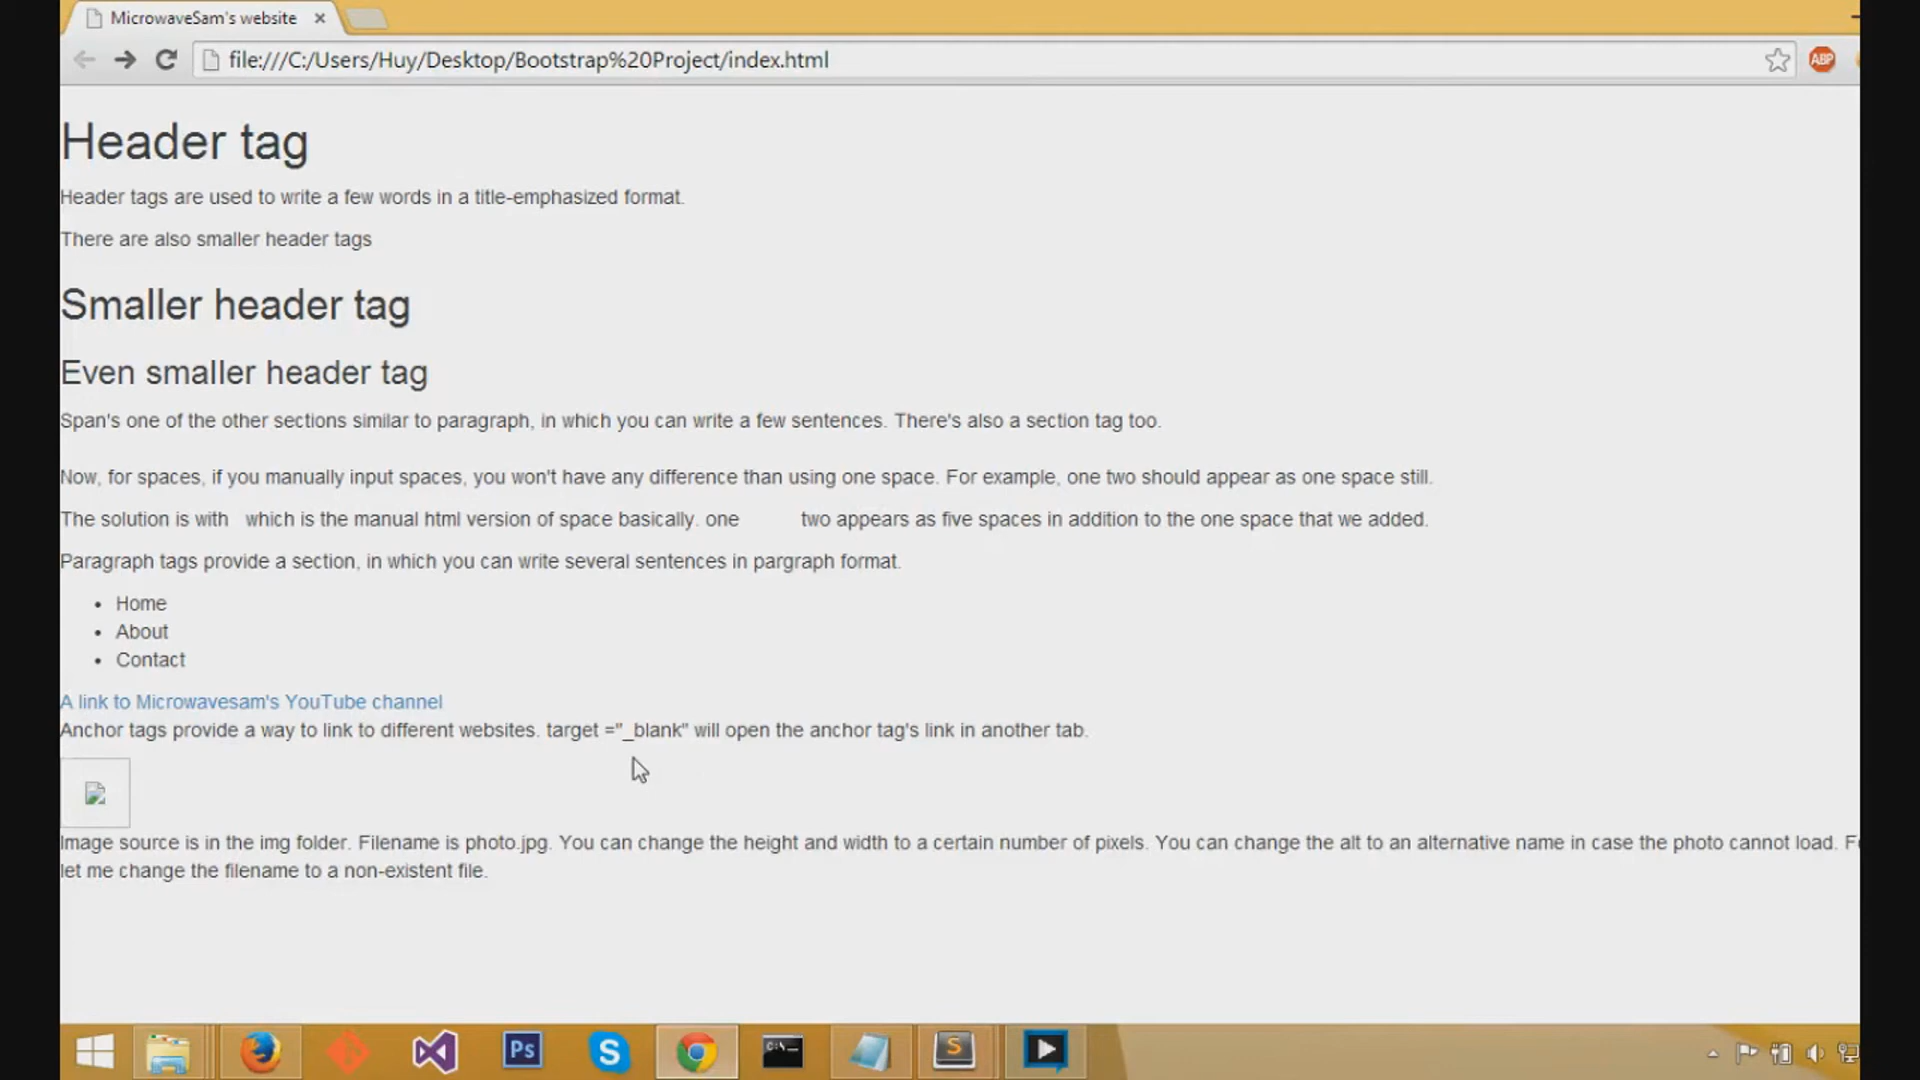 MicrowaveSam's website
file:///C:/Users/Huy/Desktop/Bootstrap%20Project/index.html
ABP
Header tag
Header tags are used to write a few words in a title-emphasized format.
There are also smaller header tags
Smaller header tag
Even smaller header tag
Span's one of the other sections similar to paragraph, in which you can write a few sentences. There's also a section tag too.
Now, for spaces, if you manually input spaces, you won't have any difference than using one space. For example, one two should appear as one space still.
The solution is with   which is the manual html version of space basically. one      two appears as five spaces in addition to the one space that we added.
Paragraph tags provide a section, in which you can write several sentences in pargraph format.
• Home
• About
• Contact
A link to Microwavesam's YouTube channel
Anchor tags provide a way to link to different websites. target ="_blank" will open the anchor tag's link in another tab.
Image source is in the img folder. Filename is photo.jpg. You can change the height and width to a certain number of pixels. You can change the alt to an alternative name in case the photo cannot load.
let me change the filename to a non-existent file.
Ps
S
C:\
S